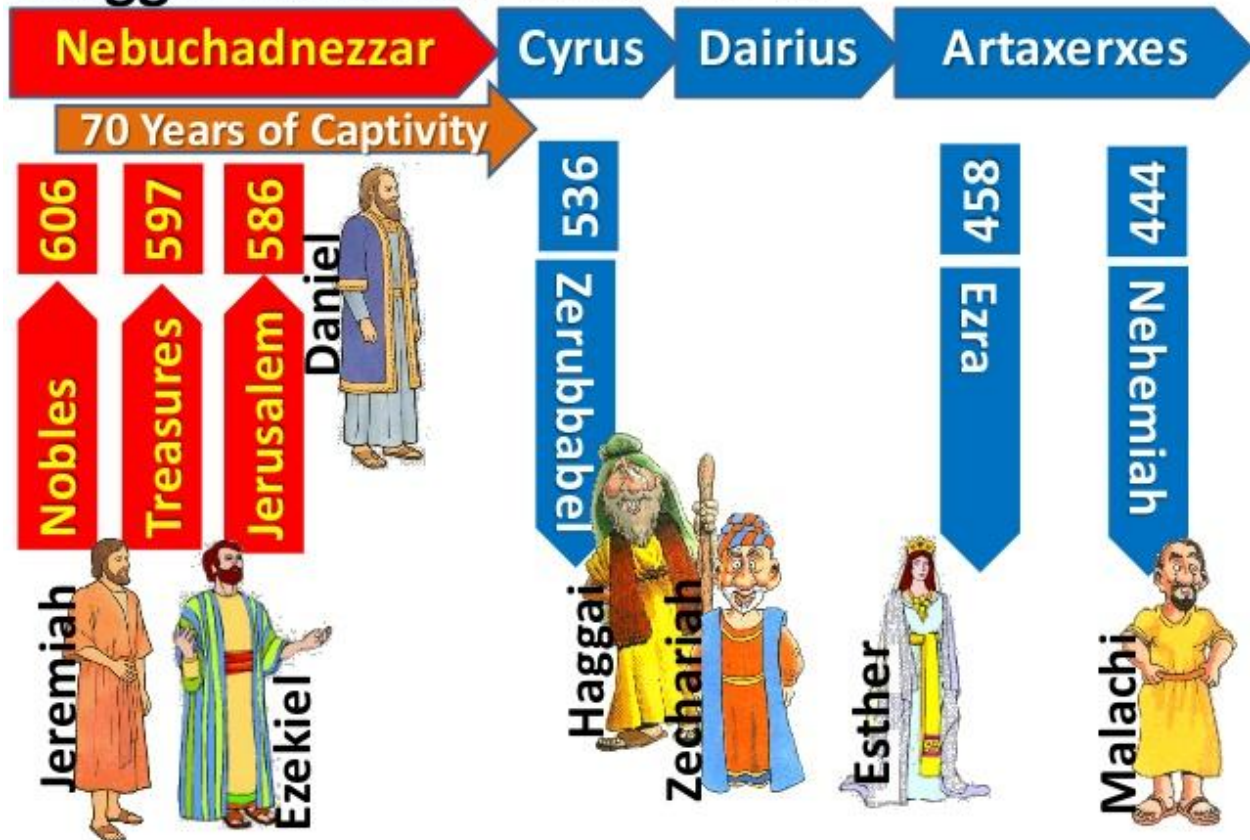 Nebuchadnezzar
Cyrus
Dairius
Artaxerxes
70 Years of Captivity
606
597
586
536
458
444
Nobles
Treasures
Jerusalem
Daniel
Zerubbabel
Ezra
Nehemiah
Jeremiah
Ezekiel
Haggai
Zechariah
Esther
Malachi